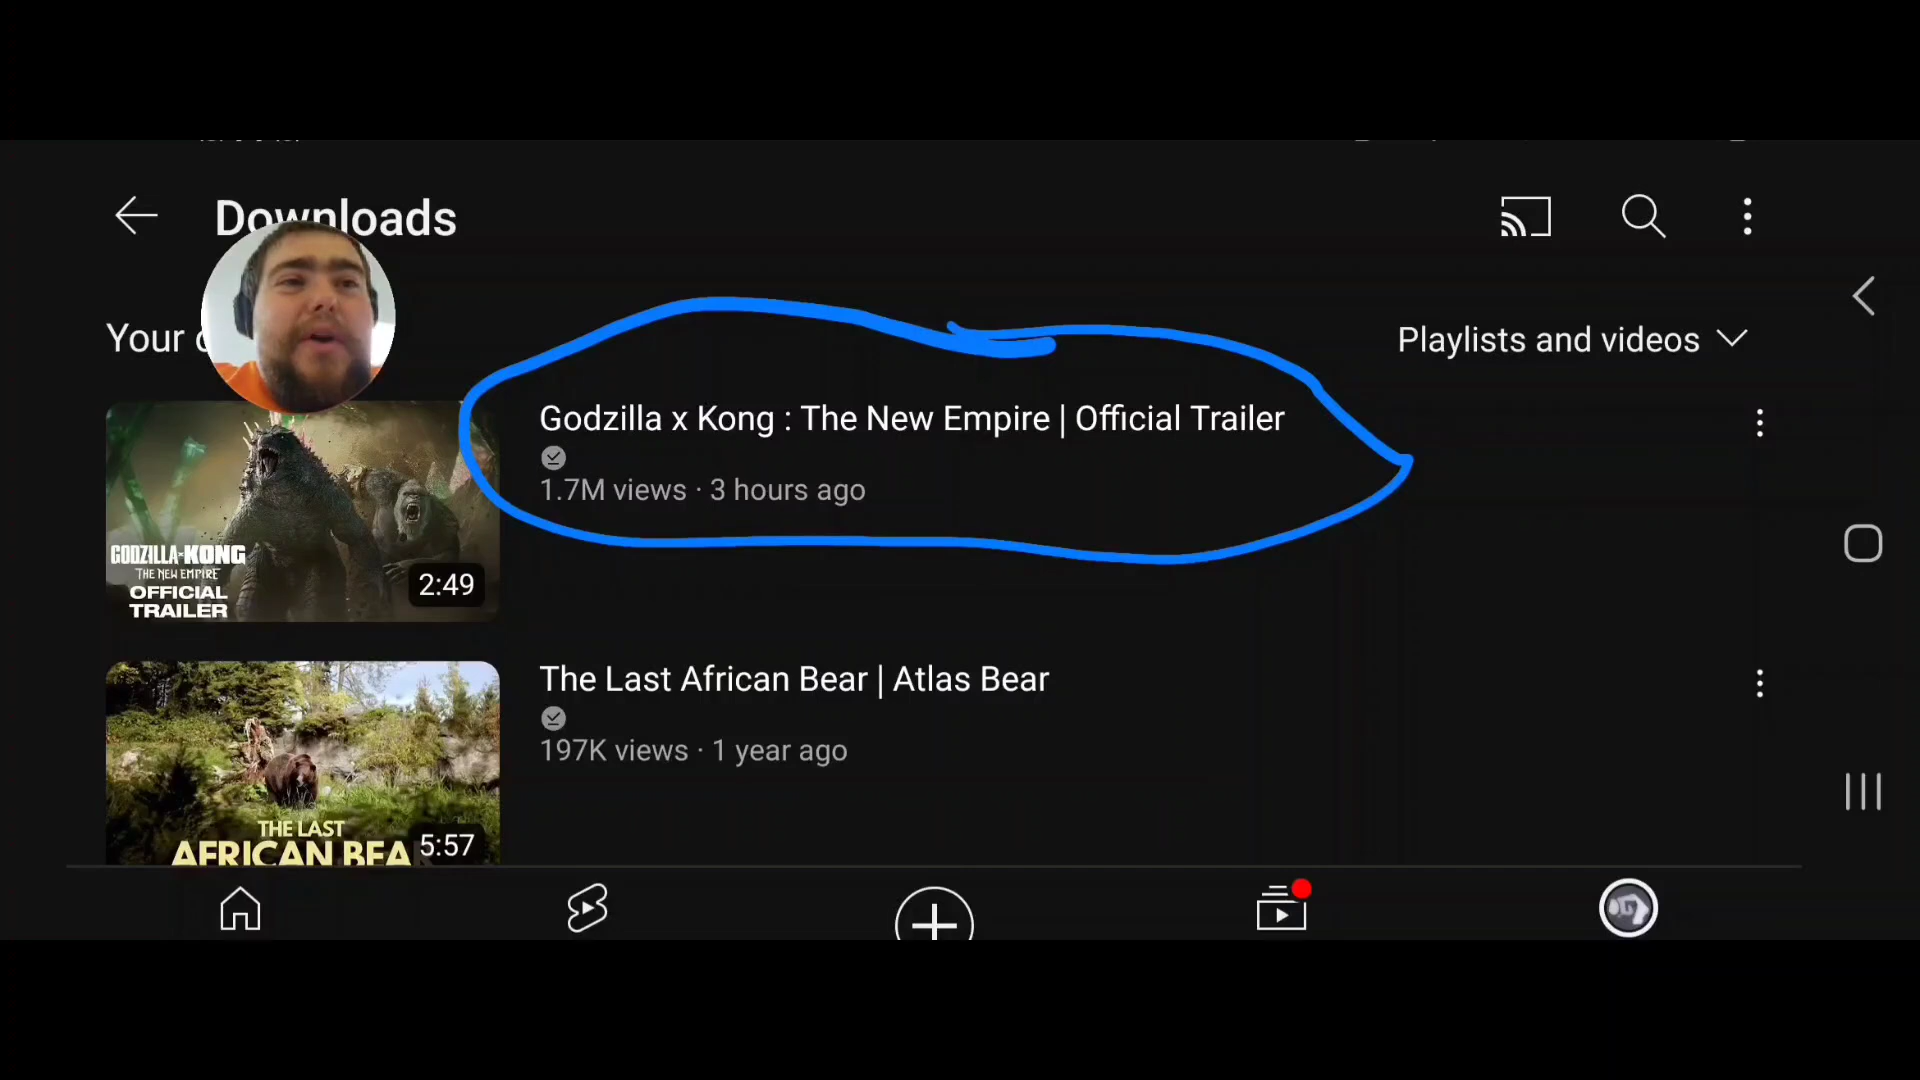 Downloads
Your
Playlists and videos
Godzilla x Kong : The New Empire | Official Trailer
1.7M views · 3 hours ago
GODZILLA x KONG
THE NEW EMPIRE
OFFICIAL
TRAILER
2:49
The Last African Bear | Atlas Bear
197K views · 1 year ago
THE LAST
AFRICAN BEA
5:57